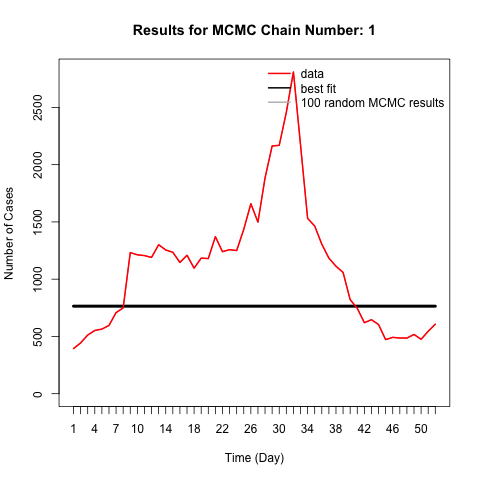 Results for MCMC Chain Number: 1
data
best fit
100 random MCMC results
Number of Cases
2500
2000
1500
1000
500
0
1 4 7 10 14 18 22 26 30 34 38 42 46 50
Time (Day)